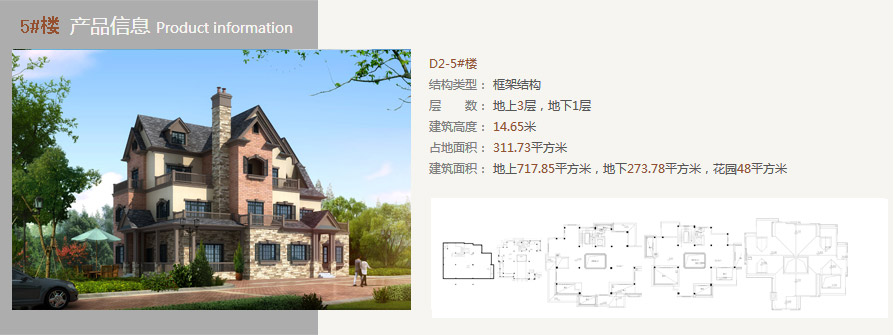 5#楼 产品信息 Product information
D2-5#楼
结构类型： 框架结构
层 数： 地上3层，地下1层
建筑高度： 14.65米
占地面积： 311.73平方米
建筑面积： 地上717.85平方米，地下273.78平方米，花园48平方米